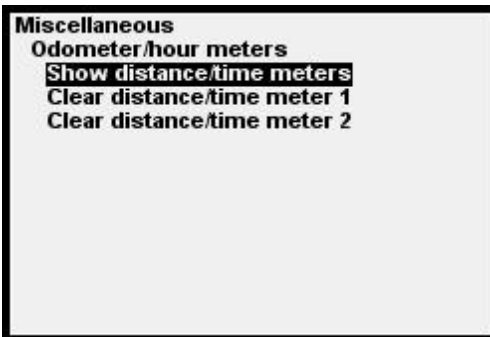 Miscellaneous
Odometer/hour meters
Show distance/time meters
Clear distance/time meter 1
Clear distance/time meter 2